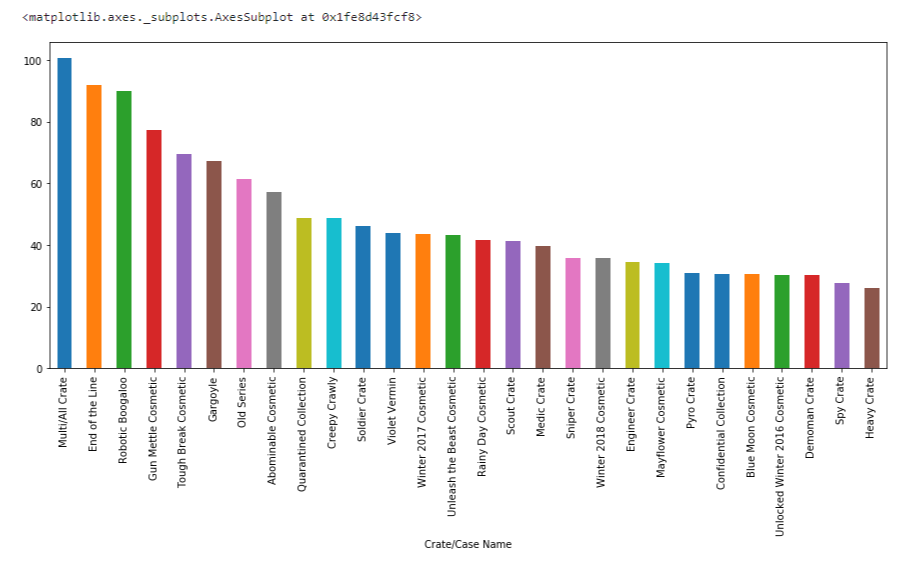 <matplotlib.axes._subplots.AxesSubplot at 0x1fe8d43fcf8>
100
80
60
40
20
0
Multi/All Crate
End of the Line
Robotic Boogaloo
Gun Mettle Cosmetic
Tough Break Cosmetic
Gargoyle
Old Series
Abominable Cosmetic
Quarantined Collection
Creepy Crawly
Soldier Crate
Violet Vermin
Winter 2017 Cosmetic
Unleash the Beast Cosmetic
Rainy Day Cosmetic
Scout Crate
Medic Crate
Sniper Crate
Winter 2018 Cosmetic
Engineer Crate
Mayflower Cosmetic
Pyro Crate
Confidential Collection
Blue Moon Cosmetic
Unlocked Winter 2016 Cosmetic
Demoman Crate
Spy Crate
Heavy Crate
Crate/Case Name